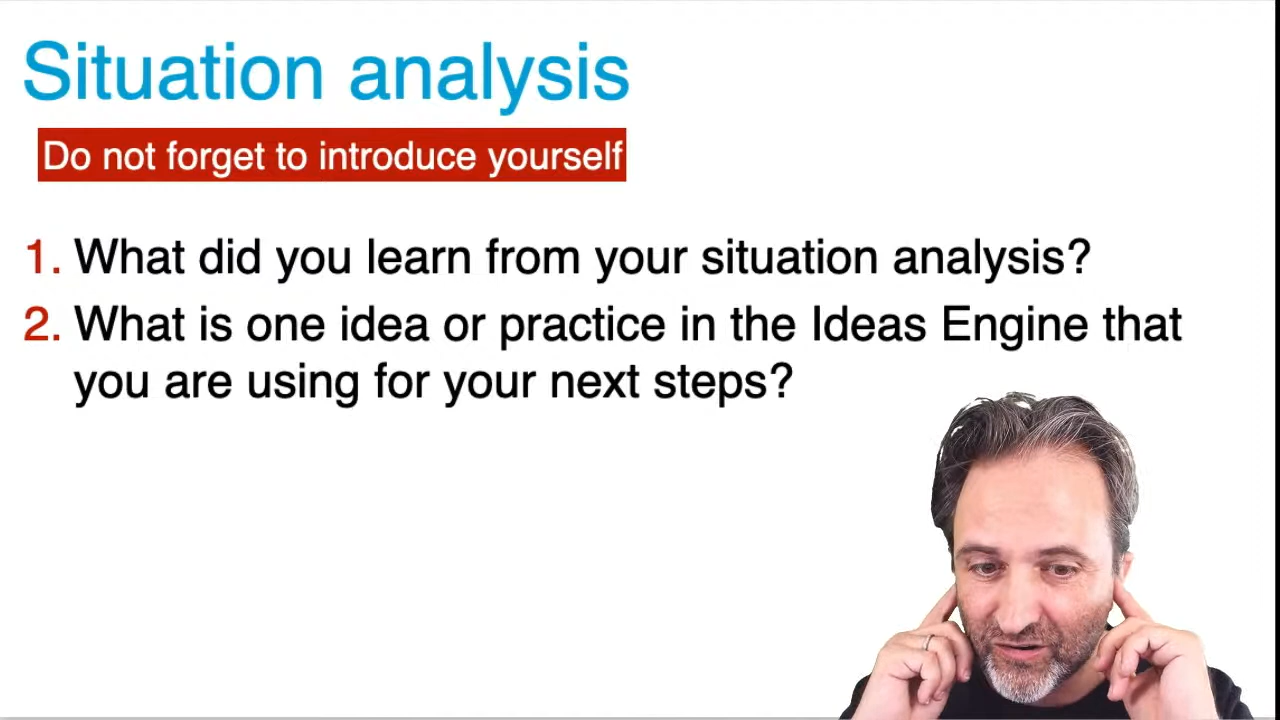 Situation analysis
Do not forget to introduce yourself
1. What did you learn from your situation analysis?
2. What is one idea or practice in the Ideas Engine that
you are using for your next steps?